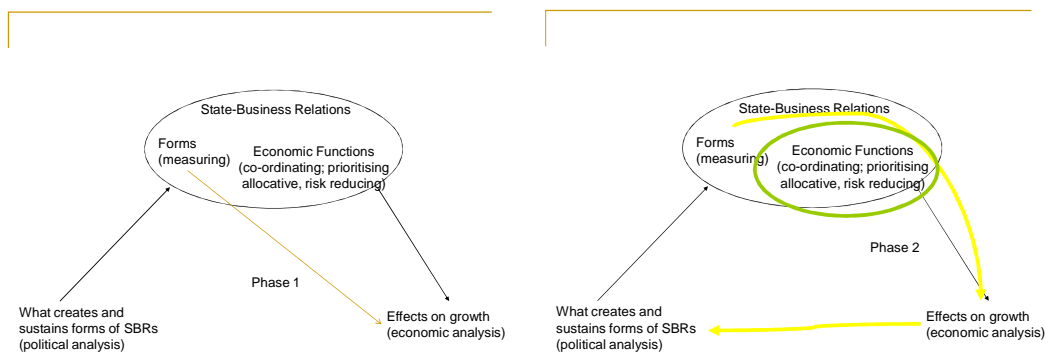 State-Business Relations
Forms
(measuring)
Economic Functions
(co-ordinating; prioritising
allocative, risk reducing)
Phase 1
What creates and
sustains forms of SBRs
(political analysis)
Effects on growth
(economic analysis)
State-Business Relations
Forms
(measuring)
Economic Functions
(co-ordinating; prioritising
allocative, risk reducing)
Phase 2
What creates and
sustains forms of SBRs
(political analysis)
Effects on growth
(economic analysis)